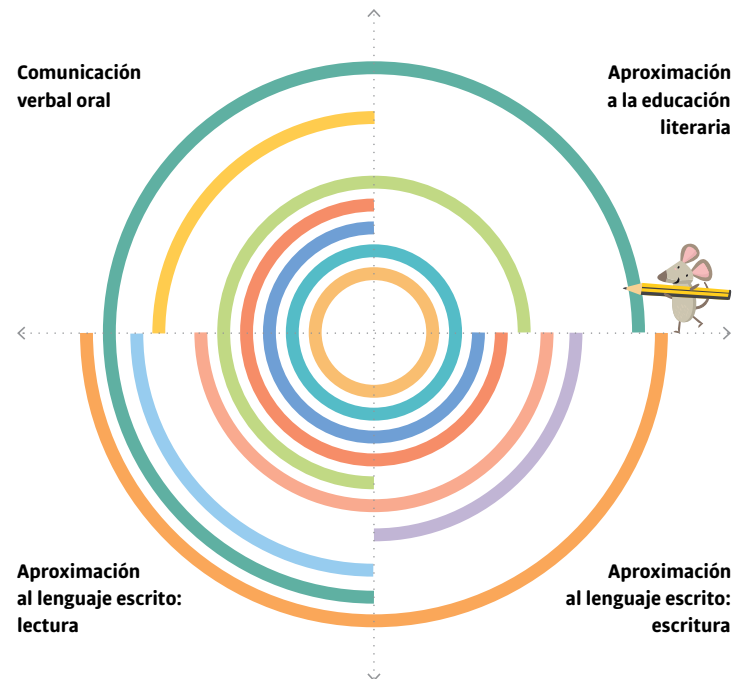 Comunicación
verbal oral
Aproximación
a la educación
literaria
Aproximación
al lenguaje escrito:
lectura
Aproximación
al lenguaje escrito:
escritura